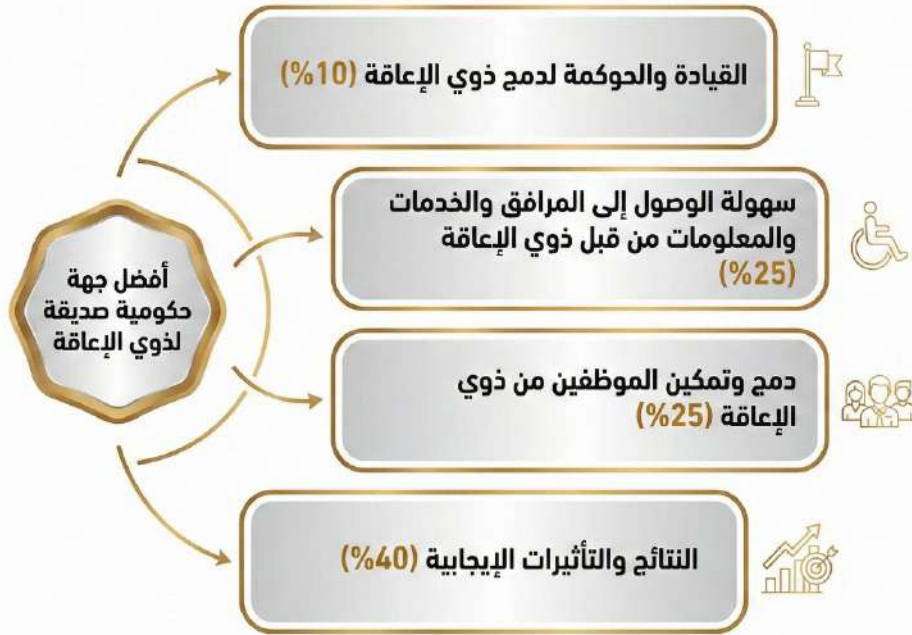 القيادة والحوكمة لدمج ذوي الإعاقة (10%)
سهولة الوصول إلى المرافق والخدمات
والمعلومات من قبل ذوي الإعاقة
(25%)
أفضل جهة
حكومية صديقة
لذوي الإعاقة
دمج وتمكين الموظفين من ذوي
الإعاقة (25%)
النتائج والتأثيرات الإيجابية (40%)